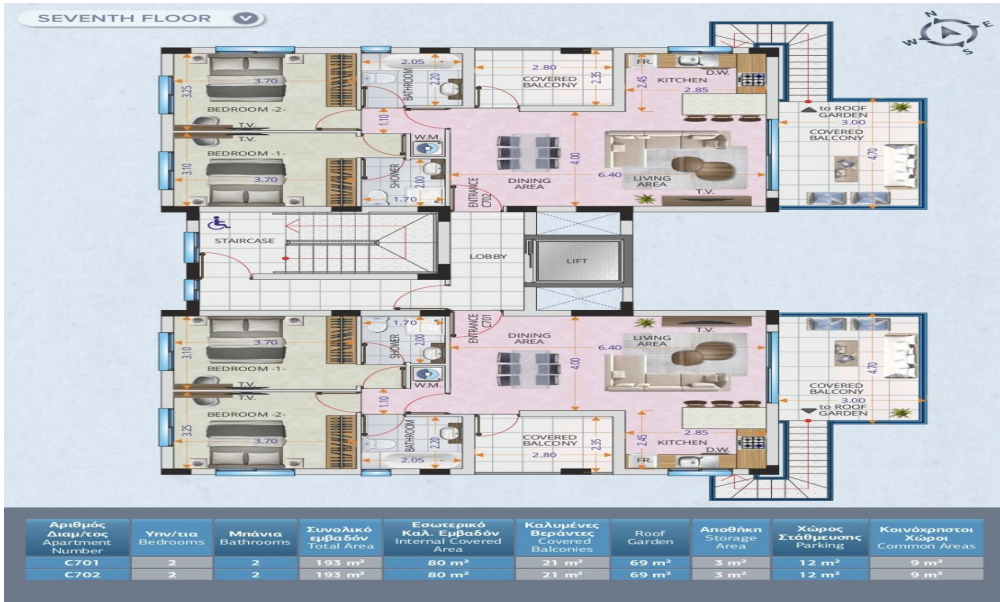 SEVENTH FLOOR
N
E
W
S
2.05
2.80
FR.
D.W.
3.25
3.70
BATHROOM
2.20
COVERED
BALCONY
2.35
2.45
KITCHEN
2.85
BEDROOM -2-
T.V.
1.10
to ROOF
GARDEN
3.00
COVERED
BALCONY
4.70
T.V.
BEDROOM -1-
W.M.
3.10
3.70
SHOWER
2.00
1.70
ENTRANCE
C702
DINING
AREA
4.00
6.40
LIVING
AREA
T.V.
STAIRCASE
LOBBY
LIFT
1.70
SHOWER
2.00
ENTRANCE
C701
DINING
AREA
4.00
6.40
LIVING
AREA
T.V.
3.10
3.70
BEDROOM -1-
T.V.
W.M.
4.70
COVERED
BALCONY
3.00
to ROOF
GARDEN
BEDROOM -2-
1.10
3.25
3.70
BATHROOM
2.20
2.05
COVERED
BALCONY
2.80
2.35
2.45
2.85
KITCHEN
D.W.
FR.
Αριθμός Διαμ/τος Apartment Number
Υπν/τια Bedrooms
Μπάνια Bathrooms
Συνολικό εμβαδόν Total Area
Εσωτερικό Καλ. Εμβαδόν Internal Covered Area
Καλυμένες Βεράντες Covered Balconies
Roof Garden
Αποθήκη Storage Area
Χώρος Στάθμευσης Parking
Κοινόχρηστοι Χώροι Common Areas
C701 2 2 193 m² 80 m² 21 m² 69 m² 3 m² 12 m² 9 m²
C702 2 2 193 m² 80 m² 21 m² 69 m² 3 m² 12 m² 9 m²